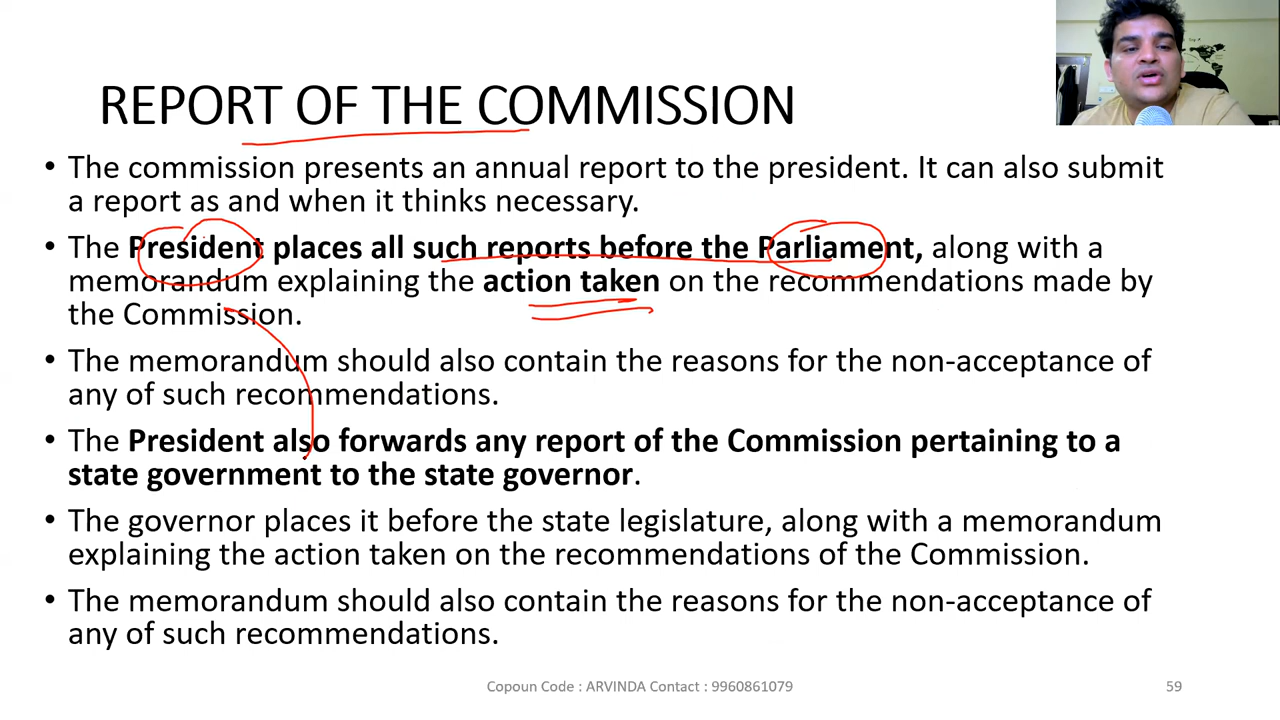 REPORT OF THE COMMISSION
• The commission presents an annual report to the president. It can also submit
a report as and when it thinks necessary.
• The President places all such reports before the Parliament, along with a
memorandum explaining the action taken on the recommendations made by
the Commission.
• The memorandum should also contain the reasons for the non-acceptance of
any of such recommendations.
• The President also forwards any report of the Commission pertaining to a
state government to the state governor.
• The governor places it before the state legislature, along with a memorandum
explaining the action taken on the recommendations of the Commission.
• The memorandum should also contain the reasons for the non-acceptance of
any of such recommendations.
Copoun Code : ARVINDA Contact : 9960861079
59